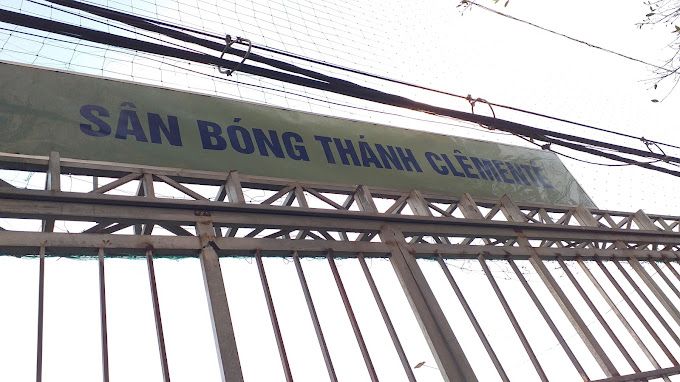 SÂN BÓNG THÁNH CLÊMENTE